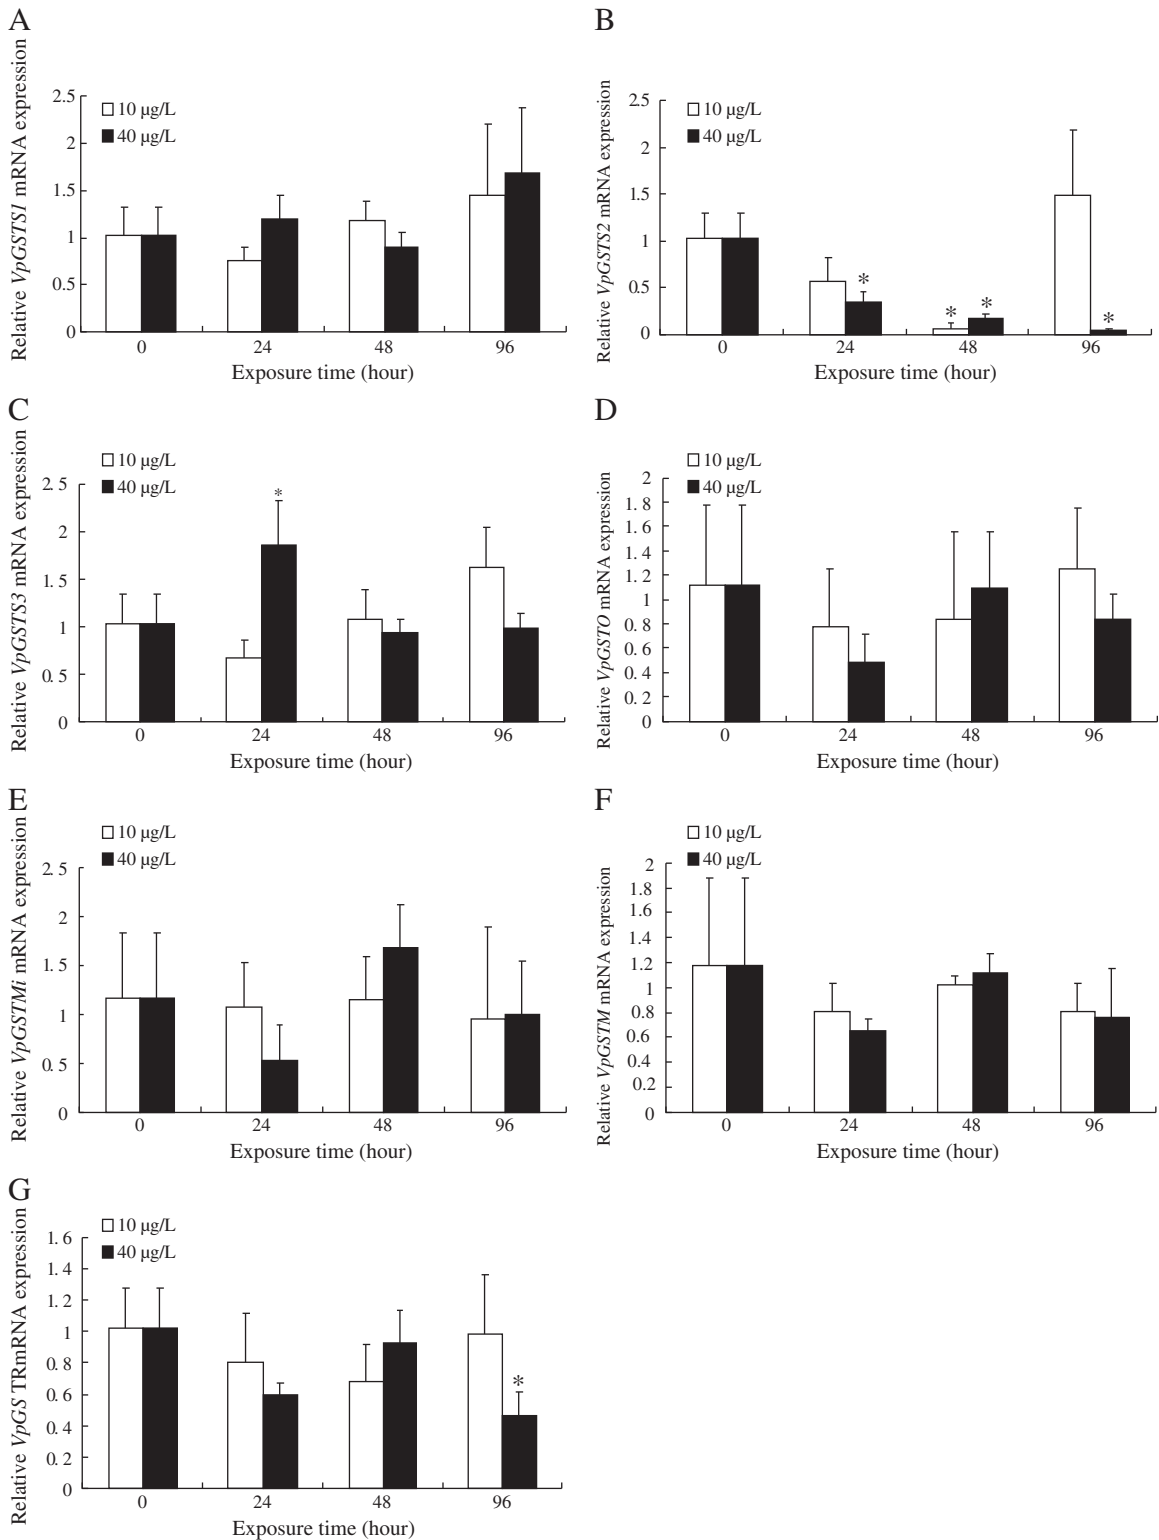 A
Relative VpGSTS1 mRNA expression
10 µg/L
40 µg/L
2.5
2
1.5
1
0.5
0
0 24 48 96
Exposure time (hour)
B
Relative VpGSTS2 mRNA expression
10 µg/L
40 µg/L
2.5
2
1.5
1
0.5
0
* * * *
0 24 48 96
Exposure time (hour)
C
Relative VpGSTS3 mRNA expression
10 µg/L
40 µg/L
2.5
2
1.5
1
0.5
0
*
0 24 48 96
Exposure time (hour)
D
Relative VpGSTO mRNA expression
10 µg/L
40 µg/L
2
1.8
1.6
1.4
1.2
1
0.8
0.6
0.4
0.2
0
0 24 48 96
Exposure time (hour)
E
Relative VpGSTMi mRNA expression
10 µg/L
40 µg/L
2.5
2
1.5
1
0.5
0
0 24 48 96
Exposure time (hour)
F
Relative VpGSTM mRNA expression
10 µg/L
40 µg/L
2
1.8
1.6
1.4
1.2
1
0.8
0.6
0.4
0.2
0
0 24 48 96
Exposure time (hour)
G
Relative VpGS TRmRNA expression
10 µg/L
40 µg/L
1.6
1.4
1.2
1
0.8
0.6
0.4
0.2
0
*
0 24 48 96
Exposure time (hour)